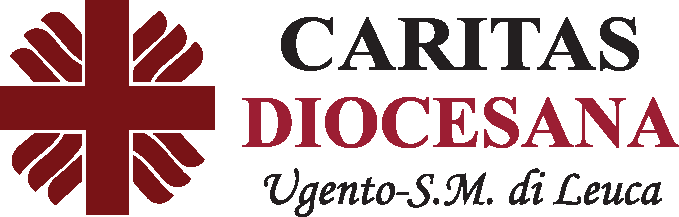 CARITAS
DIOCESANA
Ugento-S.M. di Leuca